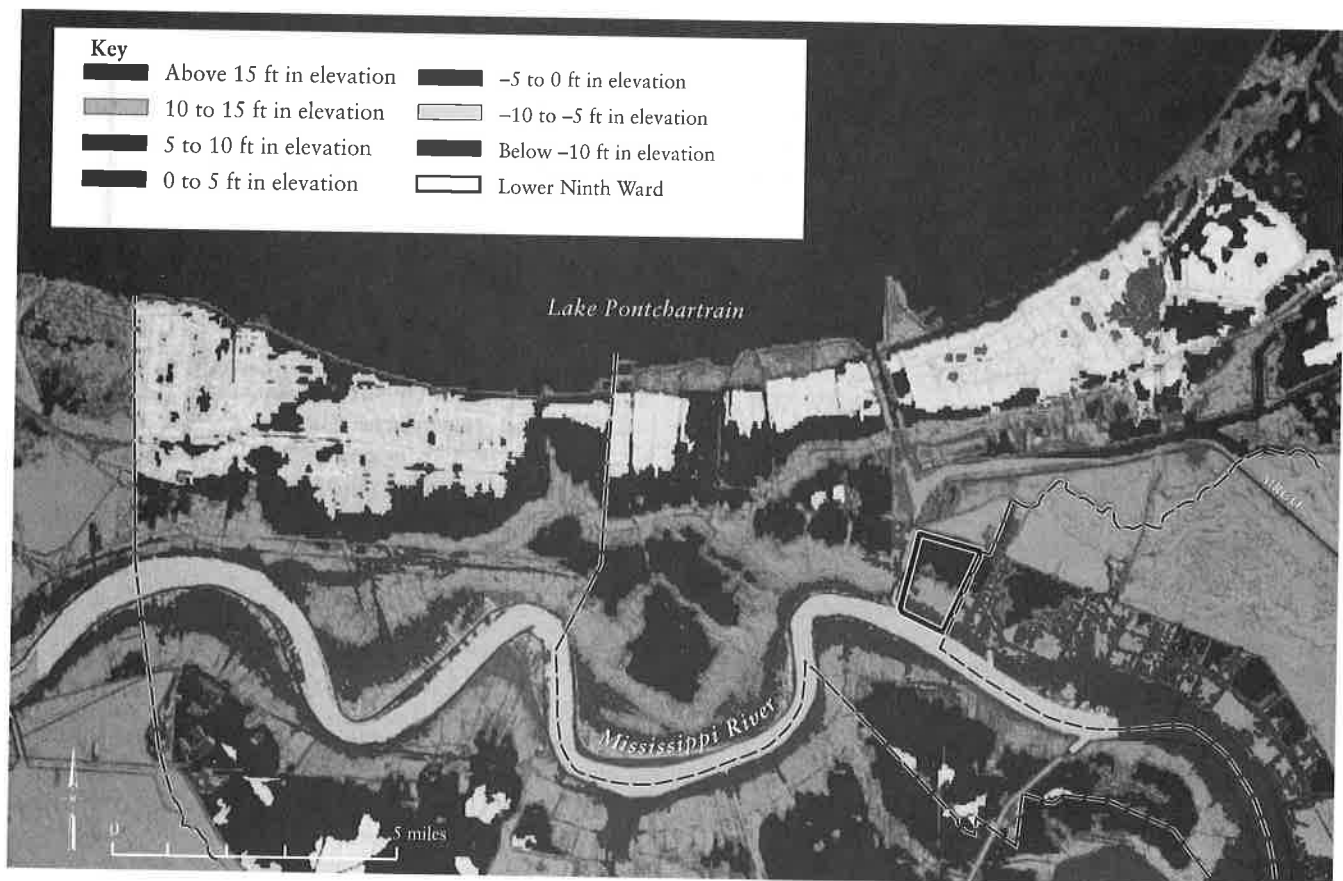 Key
Above 15 ft in elevation
10 to 15 ft in elevation
5 to 10 ft in elevation
0 to 5 ft in elevation
–5 to 0 ft in elevation
–10 to –5 ft in elevation
Below –10 ft in elevation
Lower Ninth Ward
Lake Pontchartrain
MRGO
Mississippi River
0
5 miles